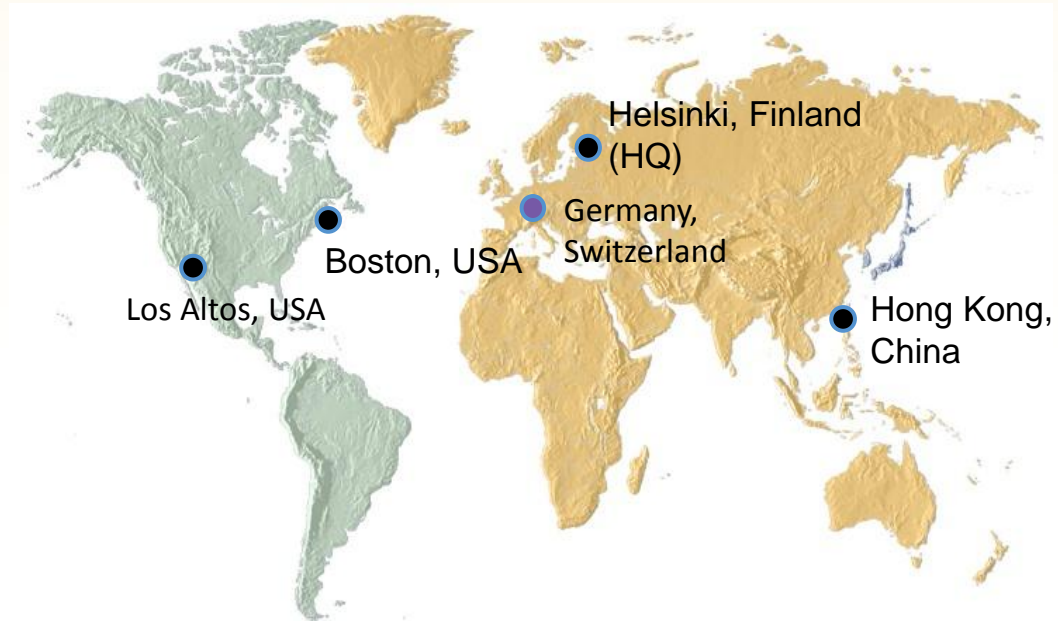 Helsinki, Finland
(HQ)
Germany,
Switzerland
Boston, USA
Los Altos, USA
Hong Kong,
China